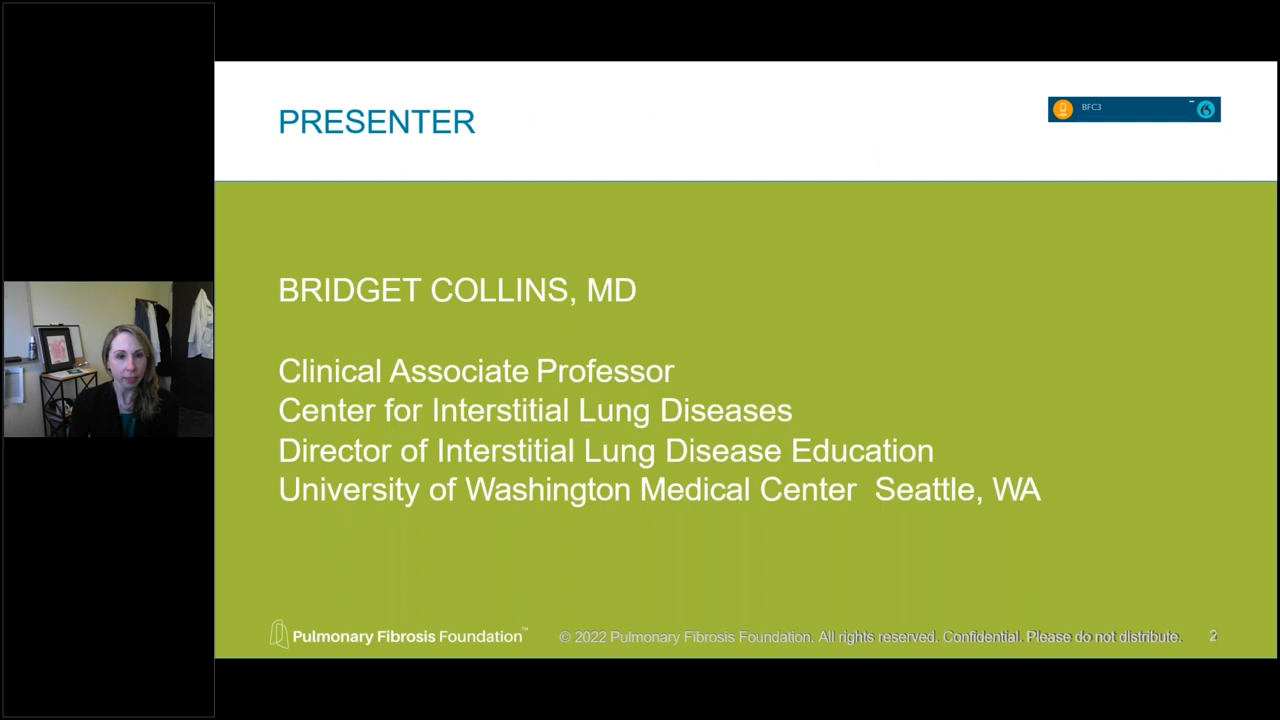 PRESENTER
BFC3
BRIDGET COLLINS, MD
Clinical Associate Professor
Center for Interstitial Lung Diseases
Director of Interstitial Lung Disease Education
University of Washington Medical Center  Seattle, WA
Pulmonary Fibrosis Foundation™
© 2022 Pulmonary Fibrosis Foundation. All rights reserved. Confidential. Please do not distribute.
2